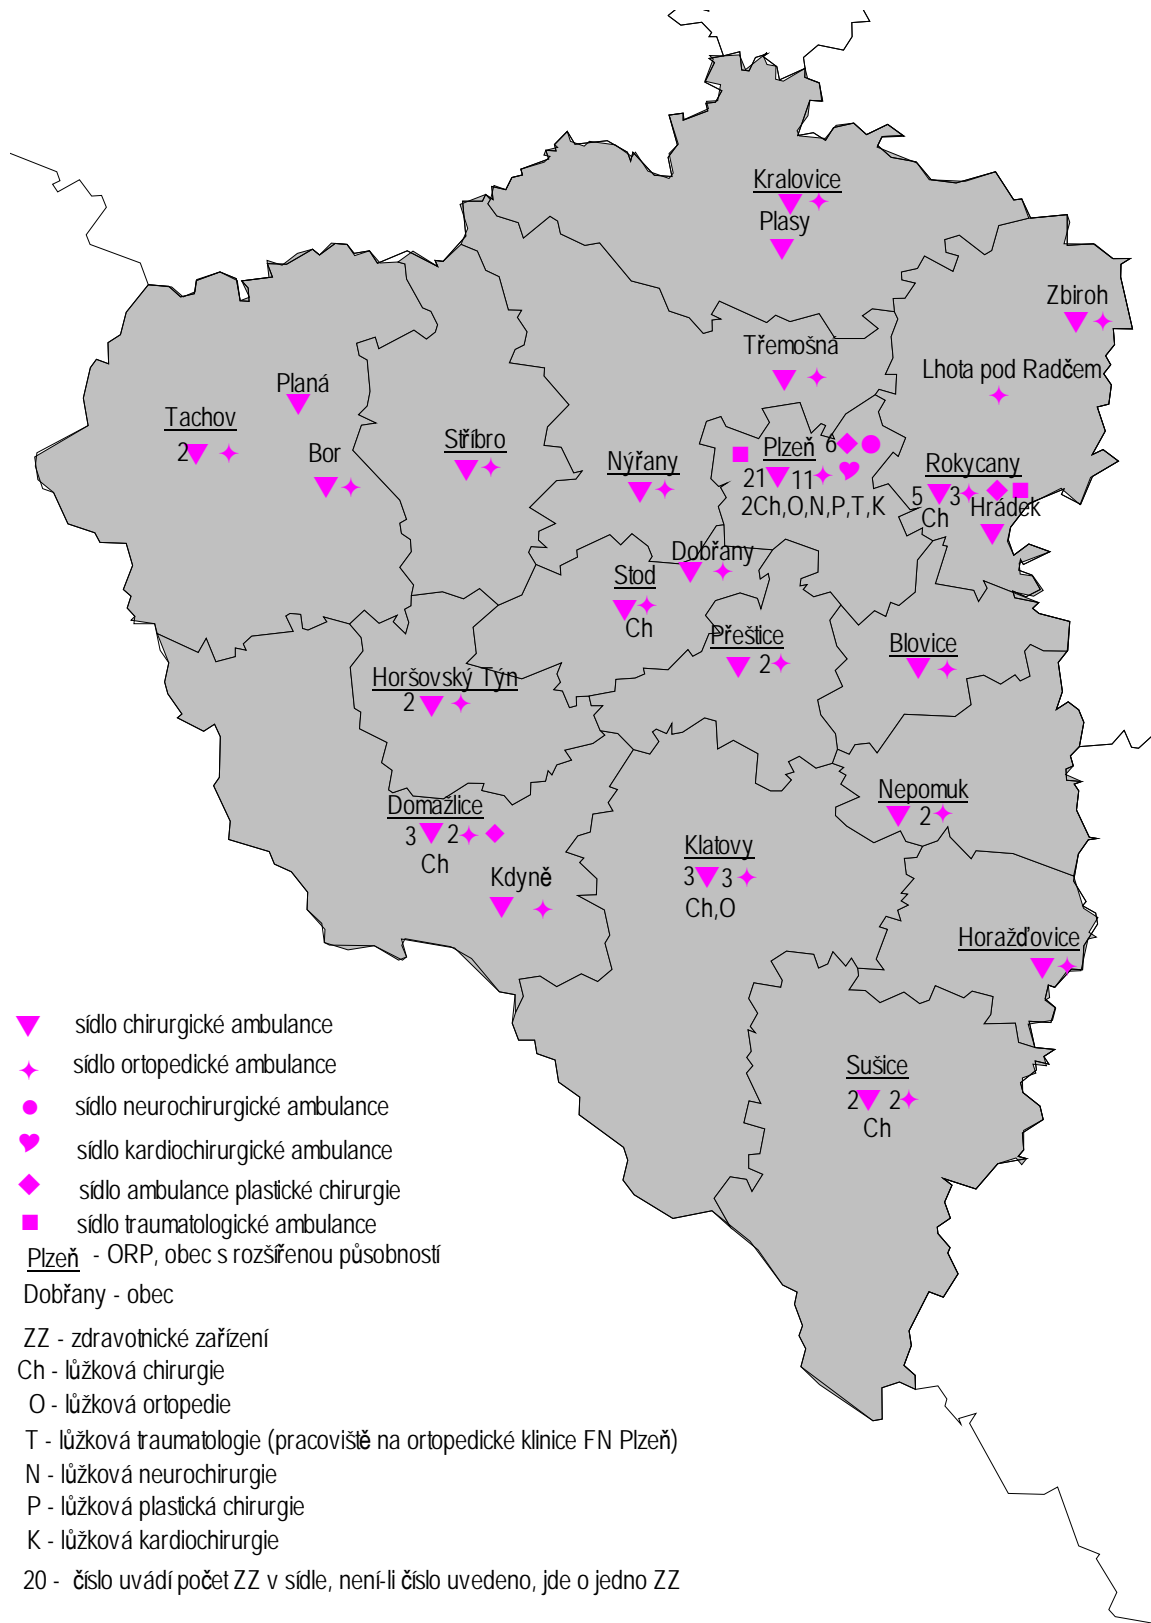 Kralovice
Plasy
Zbiroh
Třemošná
Lhota pod Radčem
Planá
Tachov
2
Bor
Stříbro
Nýřany
Plzeň
6
21
11
2Ch,O,N,P,T,K
Rokycany
5
3
Ch
Hrádek
Dobřany
Stod
Ch
Přeštice
2
Blovice
Horšovský Týn
2
Domažlice
3
2
Ch
Kdyně
Nepomuk
2
Klatovy
3
3
Ch,O
Horažďovice
Sušice
2
2
Ch
sídlo chirurgické ambulance
sídlo ortopedické ambulance
sídlo neurochirurgické ambulance
sídlo kardiochirurgické ambulance
sídlo ambulance plastické chirurgie
sídlo traumatologické ambulance
Plzeň - ORP, obec s rozšířenou působností
Dobřany - obec
ZZ - zdravotnické zařízení
Ch - lůžková chirurgie
O - lůžková ortopedie
T - lůžková traumatologie (pracoviště na ortopedické klinice FN Plzeň)
N - lůžková neurochirurgie
P - lůžková plastická chirurgie
K - lůžková kardiochirurgie
20 - číslo uvádí počet ZZ v sídle, není-li číslo uvedeno, jde o jedno ZZ